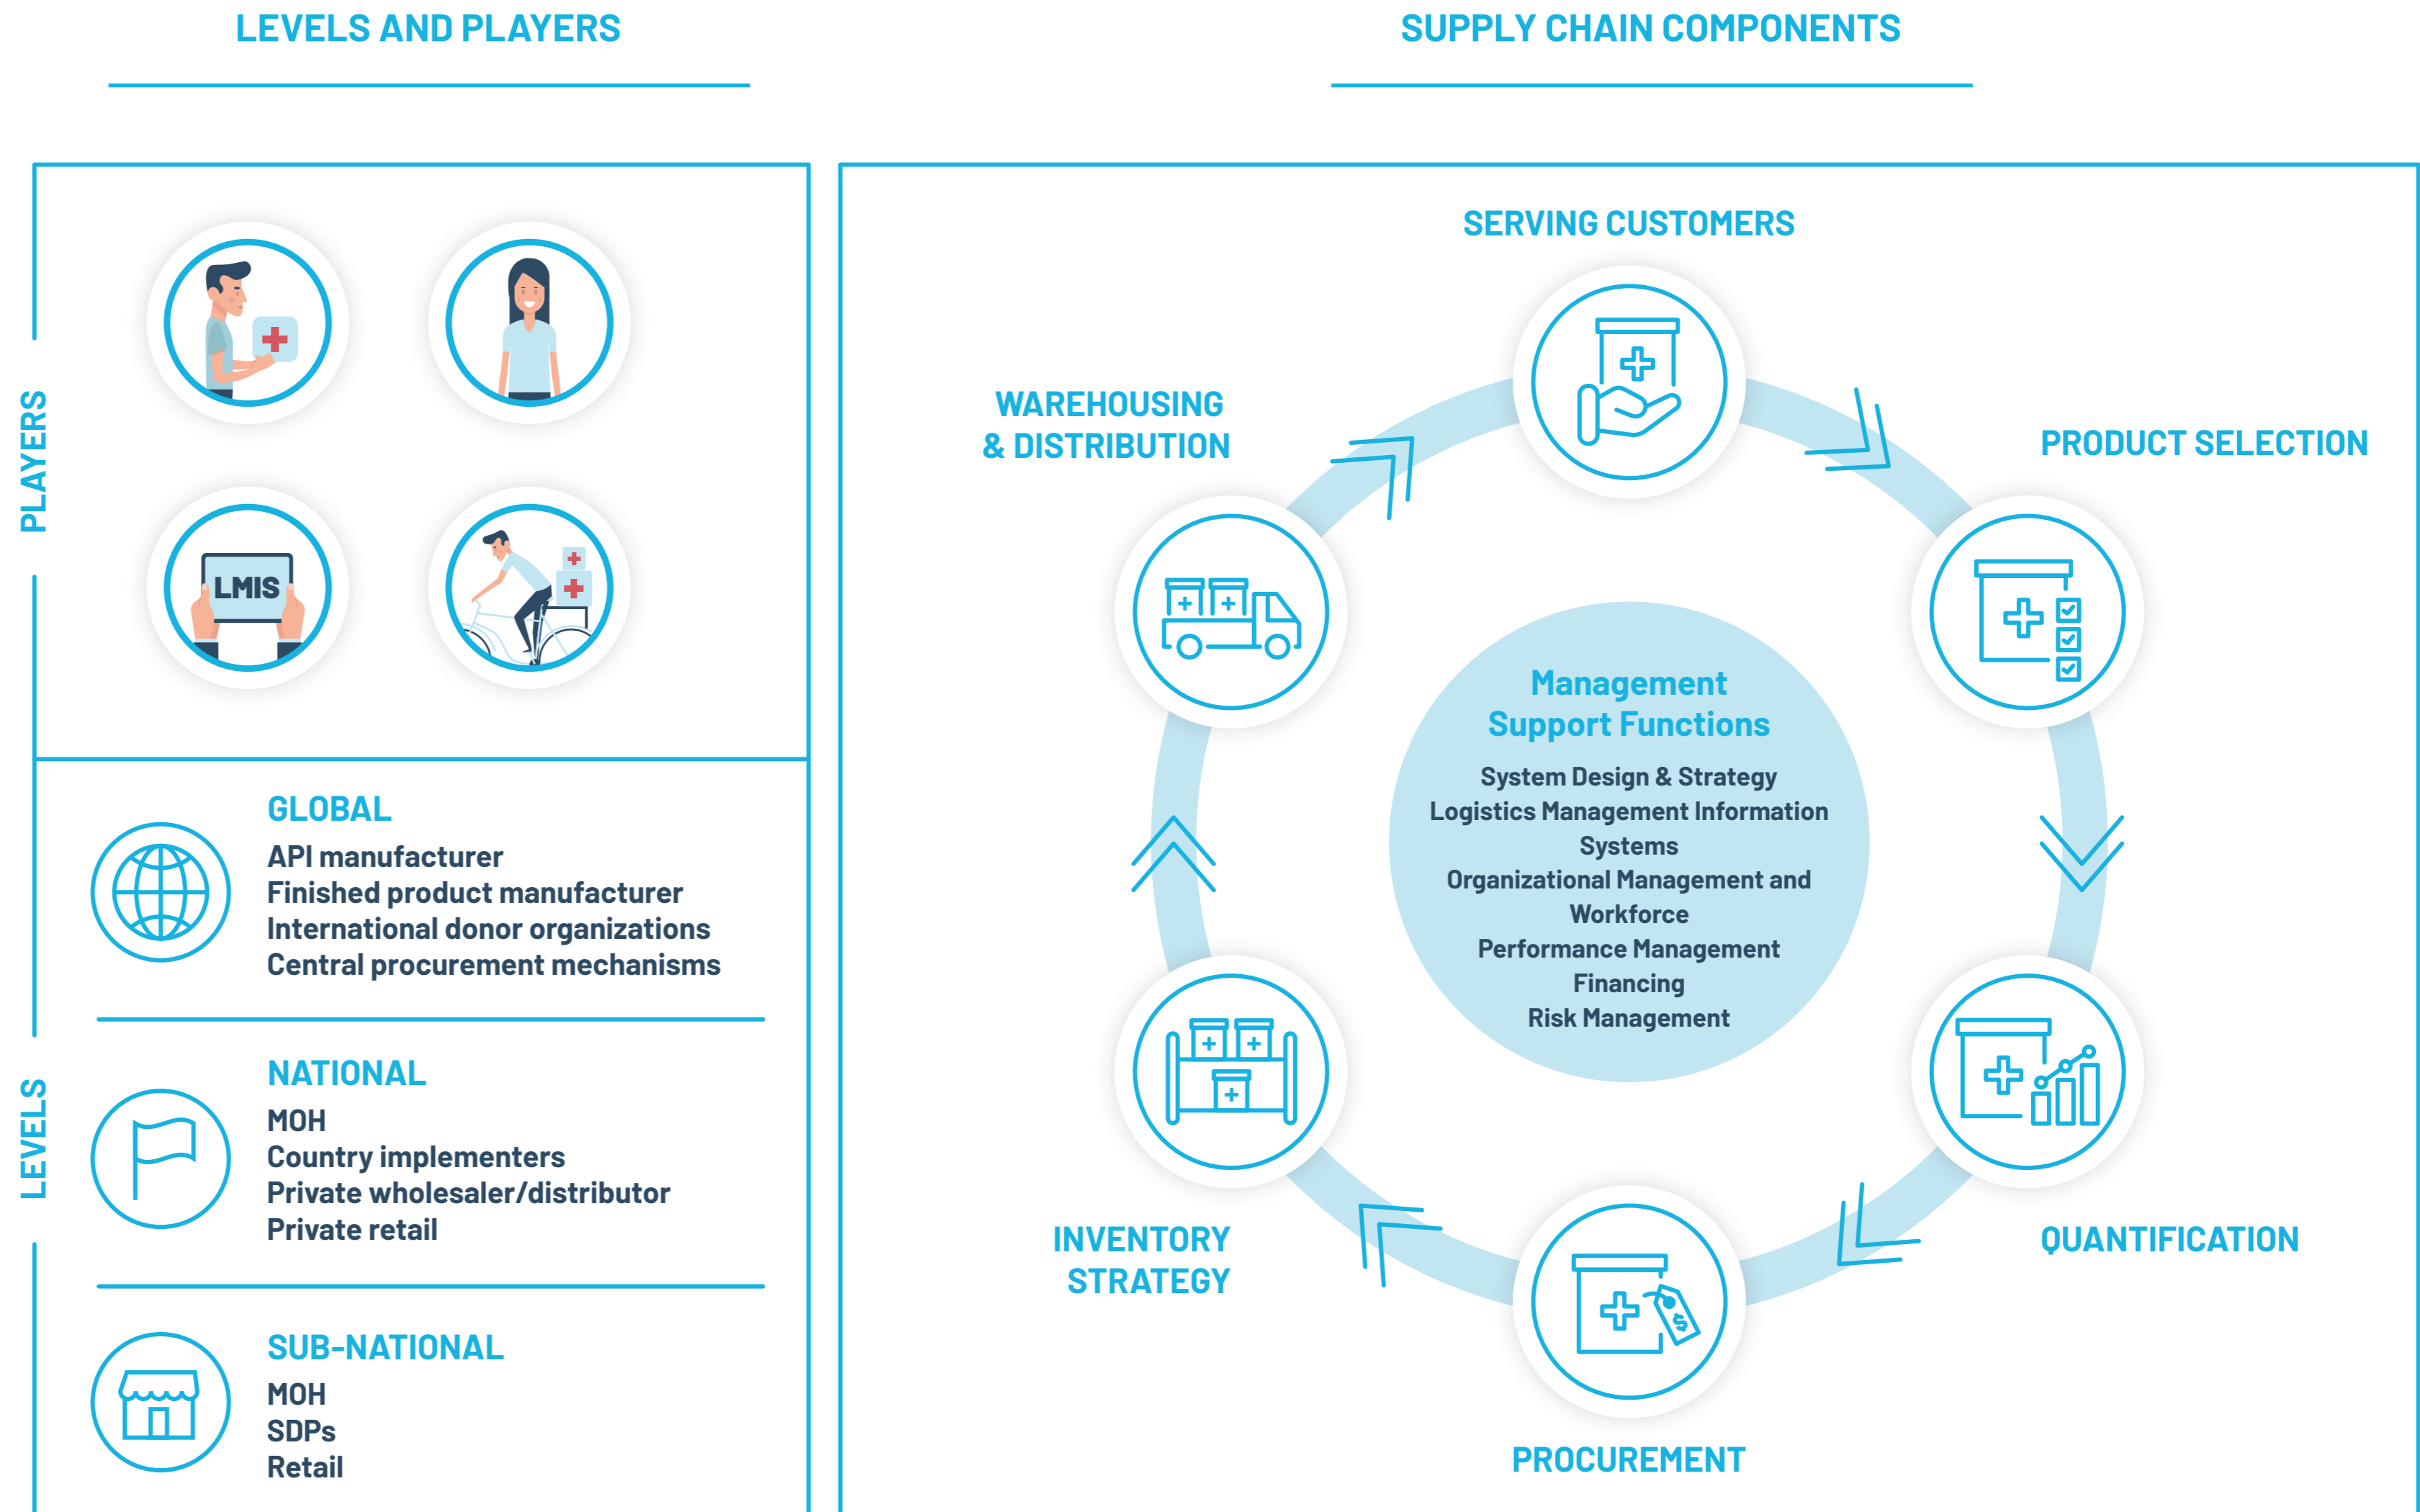 LEVELS AND PLAYERS
PLAYERS
LMIS
LEVELS
GLOBAL
API manufacturer
Finished product manufacturer
International donor organizations
Central procurement mechanisms
NATIONAL
MOH
Country implementers
Private wholesaler/distributor
Private retail
SUB-NATIONAL
MOH
SDPs
Retail
SUPPLY CHAIN COMPONENTS
SERVING CUSTOMERS
PRODUCT SELECTION
QUANTIFICATION
$
PROCUREMENT
INVENTORY
STRATEGY
WAREHOUSING
& DISTRIBUTION
Management
Support Functions
System Design & Strategy
Logistics Management Information
Systems
Organizational Management and
Workforce
Performance Management
Financing
Risk Management